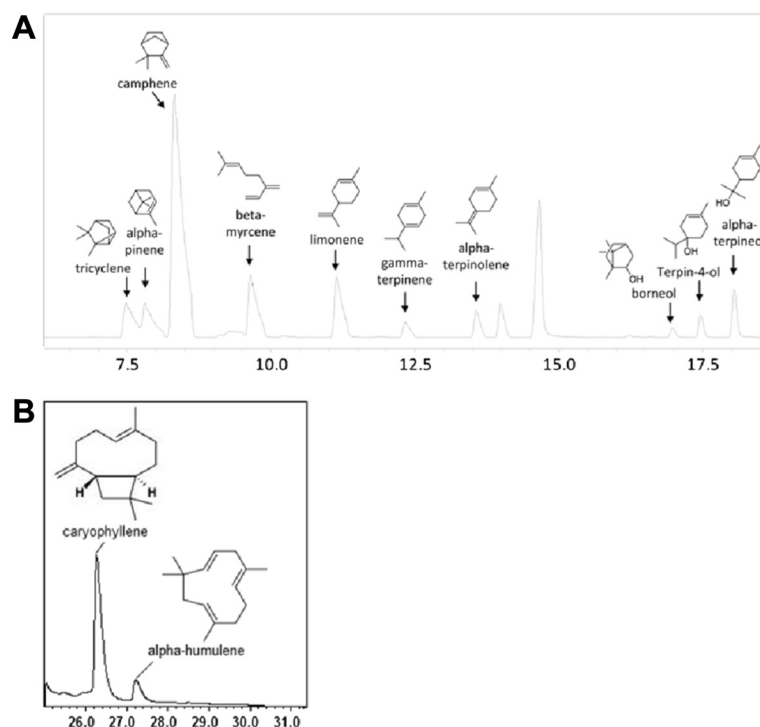 A
camphene
beta-
myrcene
alpha-
pinene
tricyclene
limonene
gamma-
terpinene
alpha-
terpinolene
OH
borneol
OH
Terpin-4-ol
HO
alpha-
terpineol
7.5 10.0 12.5 15.0 17.5
B
H H
caryophyllene
alpha-humulene
26.0 27.0 28.0 29.0 30.0 31.0